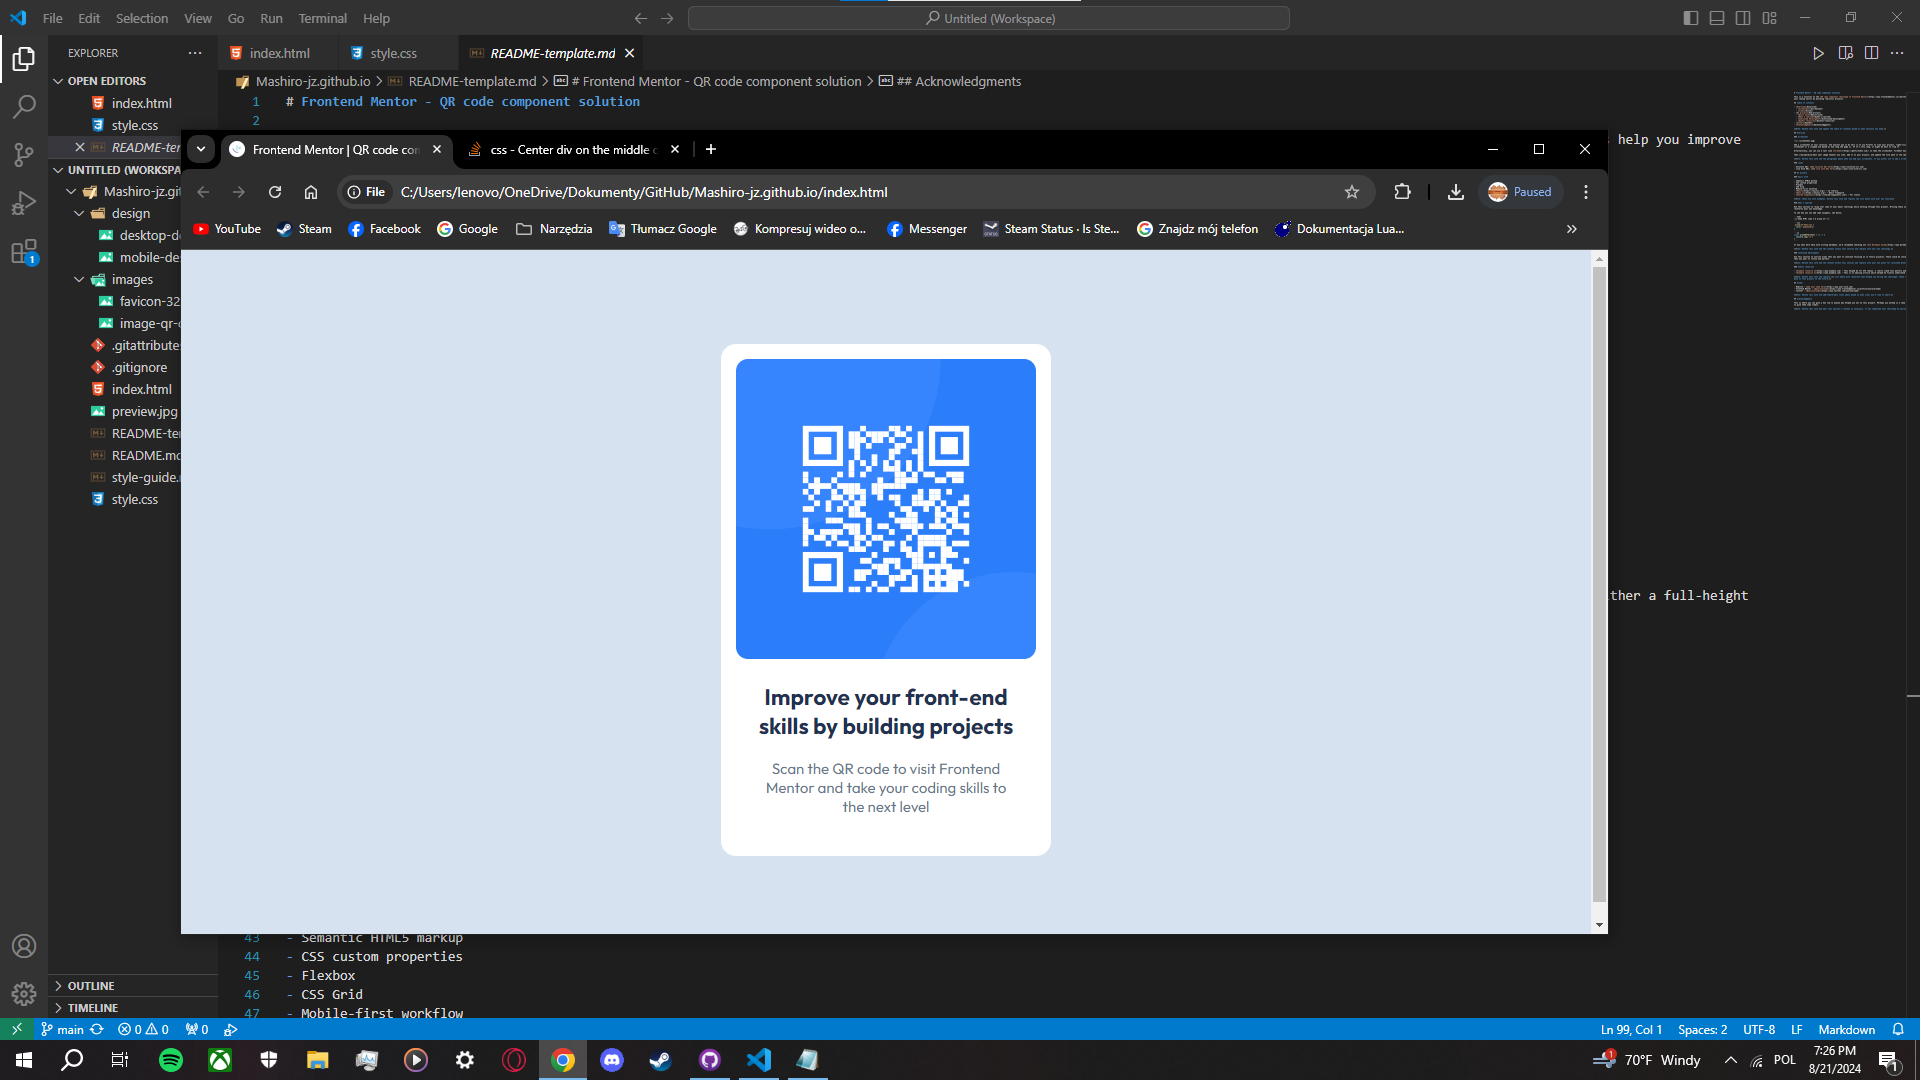 File Edit Selection View Go Run Terminal Help
Untitled (Workspace)
EXPLORER
index.html
style.css
README-template.md
OPEN EDITORS
Mashiro-jz.github.io
README-template.md
# Frontend Mentor - QR code component solution
## Acknowledgments
index.html
1 # Frontend Mentor - QR code component solution
style.css
2
README-ter
help you improve
Frontend Mentor | QR code con
css - Center div on the middle
UNTITLED (WORKSPA
Mashiro-jz.git
File
C:/Users/lenovo/OneDrive/Dokumenty/GitHub/Mashiro-jz.github.io/index.html
Paused
design
YouTube
Steam
Facebook
Google
Narzędzia
Tłumacz Google
Kompresuj wideo o...
Messenger
Steam Status · Is Ste...
Znajdz mój telefon
Dokumentacja Lua...
»
desktop-de
1
mobile-des
images
favicon-32
image-qr-c
.gitattribute
.gitignore
index.html
preview.jpg
README-te
README.mc
style-guide.
style.css
ther a full-height
Improve your front-end
skills by building projects
Scan the QR code to visit Frontend
Mentor and take your coding skills to
the next level
43 - Semantic HTML5 markup
44 - CSS custom properties
45 - Flexbox
46 - CSS Grid
47 - Mobile-first workflow
OUTLINE
TIMELINE
main
0 0
0
Ln 99, Col 1
Spaces: 2
UTF-8
LF
Markdown
1
70°F Windy
POL
7:26 PM
8/21/2024
1